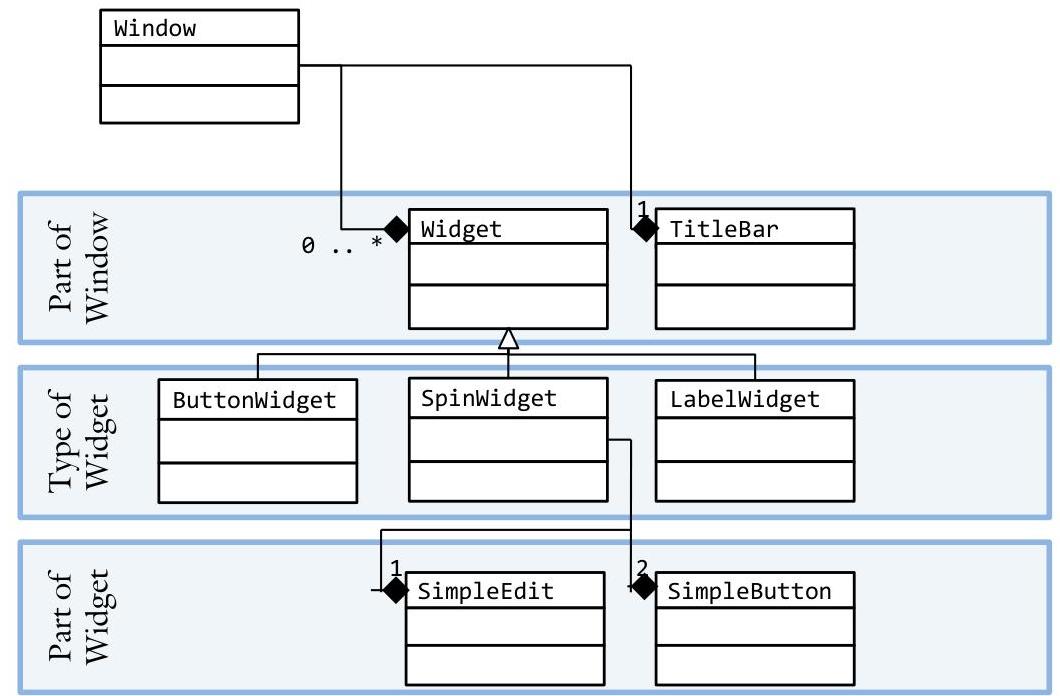 Window
Part of
Window
0 .. *
Widget
1
TitleBar
Type of
Widget
ButtonWidget
SpinWidget
LabelWidget
Part of
Widget
1
SimpleEdit
2
SimpleButton